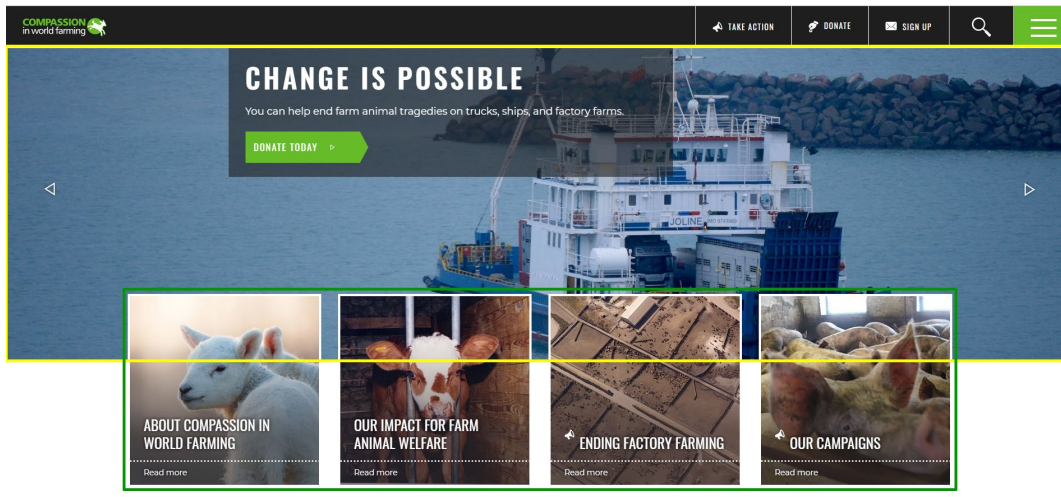 COMPASSION
in world farming
TAKE ACTION
DONATE
SIGN UP
CHANGE IS POSSIBLE
You can help end farm animal tragedies on trucks, ships, and factory farms.
DONATE TODAY
JOLINE
ABOUT COMPASSION IN
WORLD FARMING
Read more
OUR IMPACT FOR FARM
ANIMAL WELFARE
Read more
ENDING FACTORY FARMING
Read more
OUR CAMPAIGNS
Read more